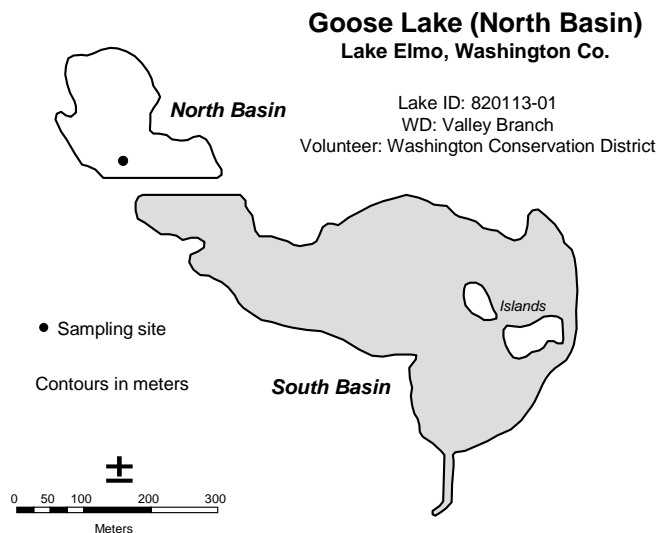 Goose Lake (North Basin)
Lake Elmo, Washington Co.
North Basin
Lake ID: 820113-01
WD: Valley Branch
Volunteer: Washington Conservation District
Islands
Sampling site
Contours in meters
South Basin
0 50 100 200 300
Meters